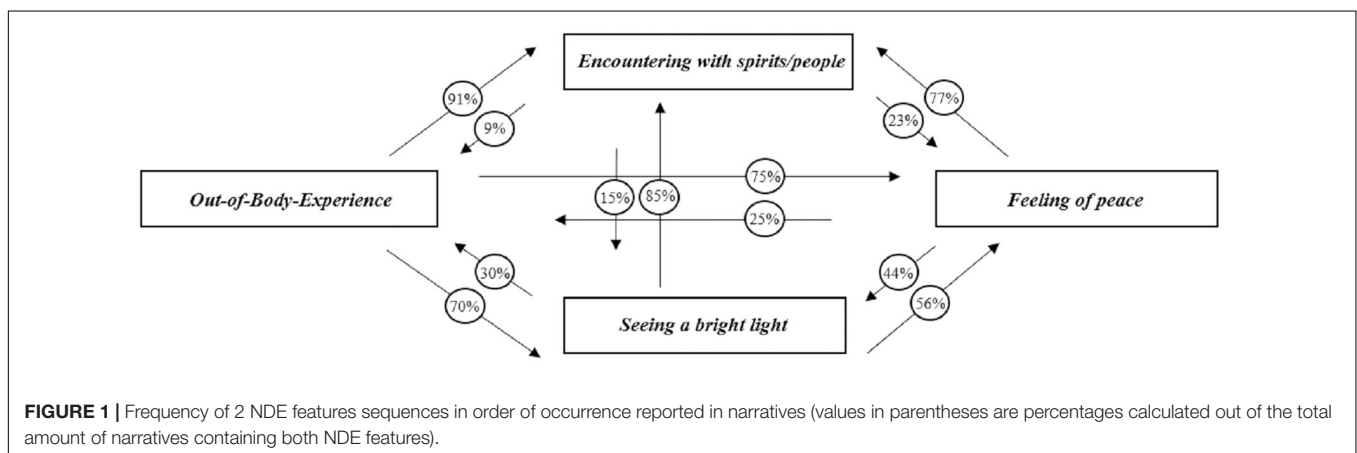 Encountering with spirits/people
91%
77%
9%
23%
75%
Out-of-Body-Experience
15%
85%
Feeling of peace
25%
30%
44%
70%
56%
Seeing a bright light
FIGURE 1 | Frequency of 2 NDE features sequences in order of occurrence reported in narratives (values in parentheses are percentages calculated out of the total
amount of narratives containing both NDE features).